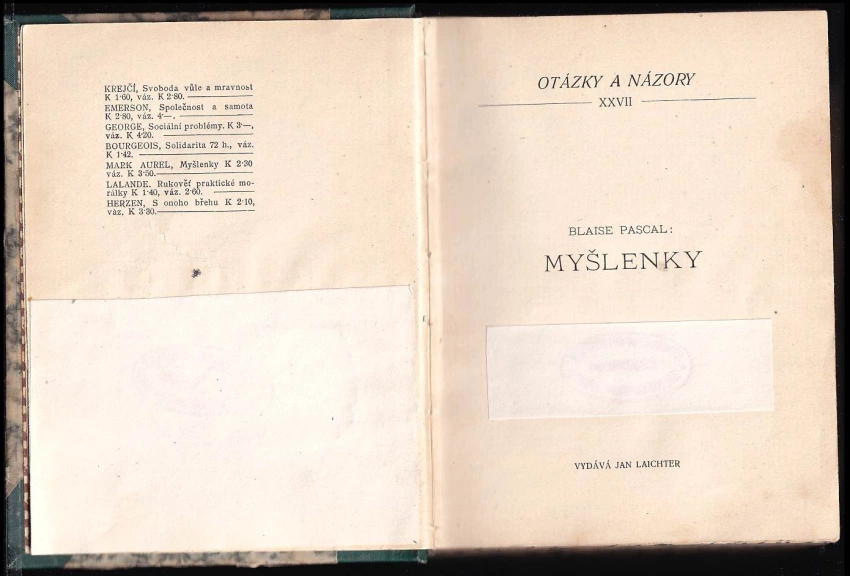 KREJČÍ, Svoboda vůle a mravnost
K 1·60, váz. K 2·80.
EMERSON, Společnost a samota
K 2·80, váz. 4·—.
GEORGE, Sociální problémy. K 3·—,
váz. K 4·20.
BOURGEOIS, Solidarita 72 h., váz.
K 1·42.
MARK AUREL, Myšlenky K 2·30
váz. K 3·50.
LALANDE. Rukověť praktické mo-
rálky K 1·40, váz. 2·60.
HERZEN, S onoho břehu K 2·10,
váz. K 3·30.
OTÁZKY A NÁZORY
XXVII
BLAISE PASCAL:
MYŠLENKY
VYDÁVÁ JAN LAICHTER